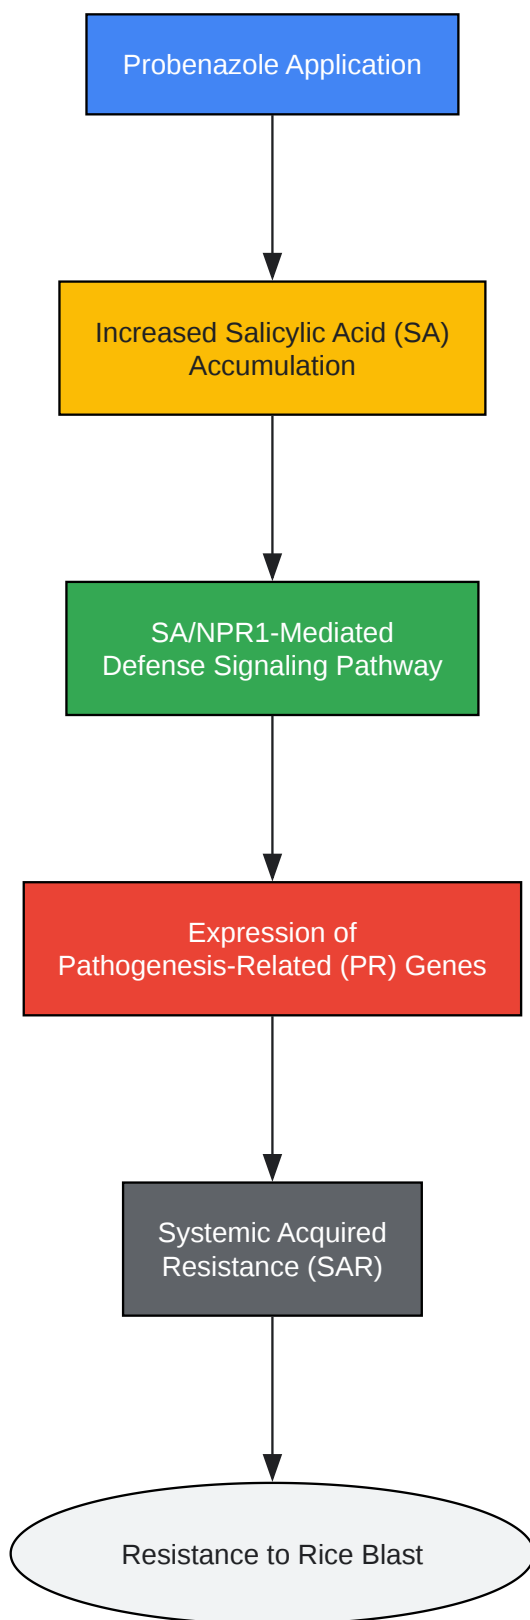 Probenazole Application
Increased Salicylic Acid (SA)
Accumulation
SA/NPR1-Mediated
Defense Signaling Pathway
Expression of
Pathogenesis-Related (PR) Genes
Systemic Acquired
Resistance (SAR)
Resistance to Rice Blast